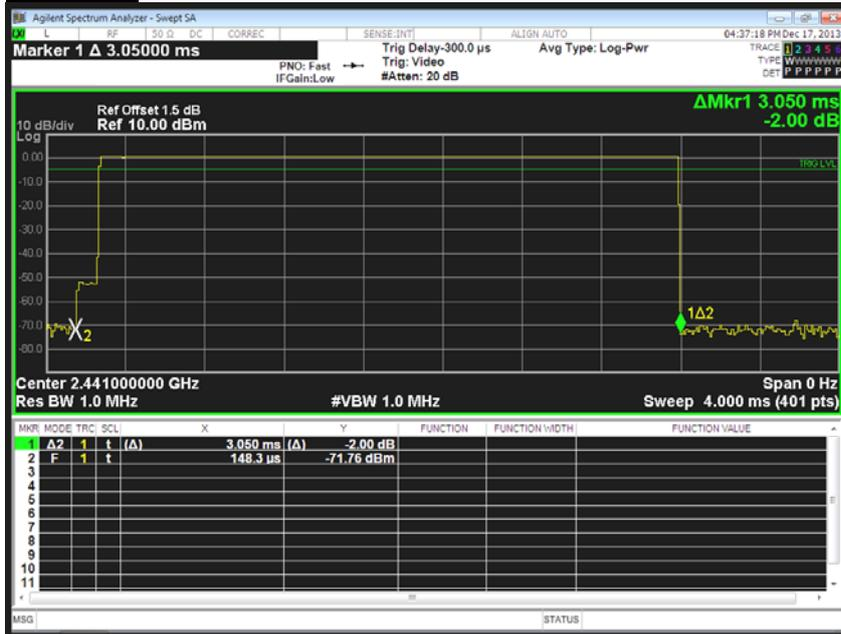 Agilent Spectrum Analyzer - Swept SA
L RF 50 Ω DC CORREC SENSE:INT ALIGN AUTO 04:37:18 PM Dec 17, 2013
Marker 1 Δ 3.05000 ms
PNO: Fast
IFGain:Low
Trig Delay-300.0 µs
Trig: Video
#Atten: 20 dB
Avg Type: Log-Pwr
TRACE 1 2 3 4 5 6
TYPE WWWWWW
DET P P P P P P
ΔMkr1 3.050 ms
-2.00 dB
Ref Offset 1.5 dB
10 dB/div Ref 10.00 dBm
Log
0.00
TRIG LVL
-10.0
-20.0
-30.0
-40.0
-50.0
-60.0
-70.0
-80.0
X2
1Δ2
Center 2.441000000 GHz Span 0 Hz
Res BW 1.0 MHz #VBW 1.0 MHz Sweep 4.000 ms (401 pts)
MKR MODE TRC SCL X Y FUNCTION FUNCTION WIDTH FUNCTION VALUE
1 Δ2 1 t (Δ) 3.050 ms (Δ) -2.00 dB
2 F 1 t 148.3 µs -71.76 dBm
3
4
5
6
7
8
9
10
11
MSG STATUS